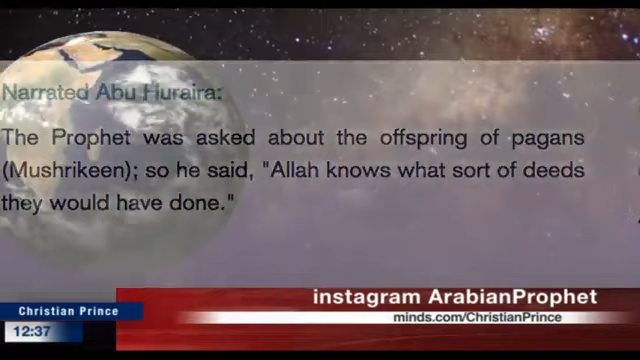 Narrated Abu Huraira:
The Prophet was asked about the offspring of pagans
(Mushrikeen); so he said, "Allah knows what sort of deeds
they would have done."
instagram ArabianProphet
Christian Prince
minds.com/ChristianPrince
12:37